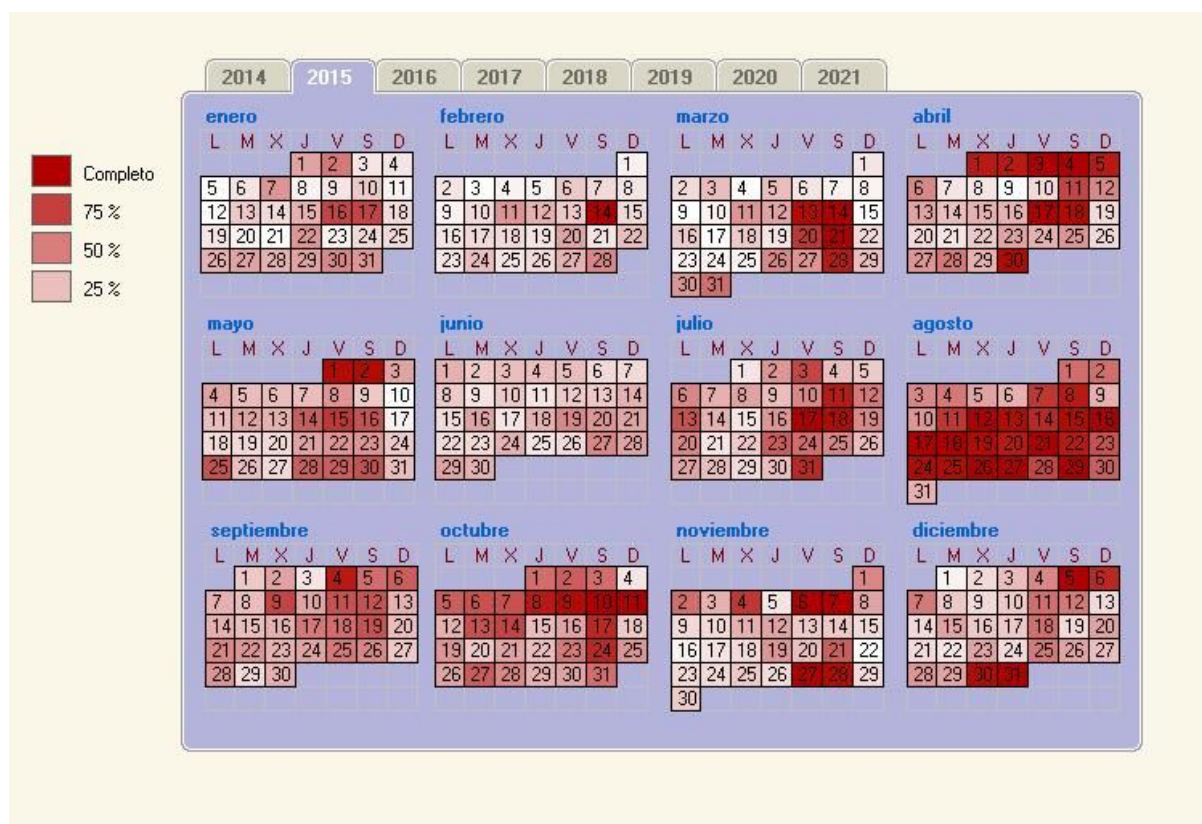 2014 2015 2016 2017 2018 2019 2020 2021
Completo
75 %
50 %
25 %
enero
L M X J V S D
1 2 3 4
5 6 7 8 9 10 11
12 13 14 15 16 17 18
19 20 21 22 23 24 25
26 27 28 29 30 31
febrero
L M X J V S D
1
2 3 4 5 6 7 8
9 10 11 12 13 14 15
16 17 18 19 20 21 22
23 24 25 26 27 28
marzo
L M X J V S D
1
2 3 4 5 6 7 8
9 10 11 12 13 14 15
16 17 18 19 20 21 22
23 24 25 26 27 28 29
30 31
abril
L M X J V S D
1 2 3 4 5
6 7 8 9 10 11 12
13 14 15 16 17 18 19
20 21 22 23 24 25 26
27 28 29 30
mayo
L M X J V S D
1 2 3
4 5 6 7 8 9 10
11 12 13 14 15 16 17
18 19 20 21 22 23 24
25 26 27 28 29 30 31
junio
L M X J V S D
1 2 3 4 5 6 7
8 9 10 11 12 13 14
15 16 17 18 19 20 21
22 23 24 25 26 27 28
29 30
julio
L M X J V S D
1 2 3 4 5
6 7 8 9 10 11 12
13 14 15 16 17 18 19
20 21 22 23 24 25 26
27 28 29 30 31
agosto
L M X J V S D
1 2
3 4 5 6 7 8 9
10 11 12 13 14 15 16
17 18 19 20 21 22 23
24 25 26 27 28 29 30
31
septiembre
L M X J V S D
1 2 3 4 5 6
7 8 9 10 11 12 13
14 15 16 17 18 19 20
21 22 23 24 25 26 27
28 29 30
octubre
L M X J V S D
1 2 3 4
5 6 7 8 9 10 11
12 13 14 15 16 17 18
19 20 21 22 23 24 25
26 27 28 29 30 31
noviembre
L M X J V S D
1
2 3 4 5 6 7 8
9 10 11 12 13 14 15
16 17 18 19 20 21 22
23 24 25 26 27 28 29
30
diciembre
L M X J V S D
1 2 3 4 5 6
7 8 9 10 11 12 13
14 15 16 17 18 19 20
21 22 23 24 25 26 27
28 29 30 31